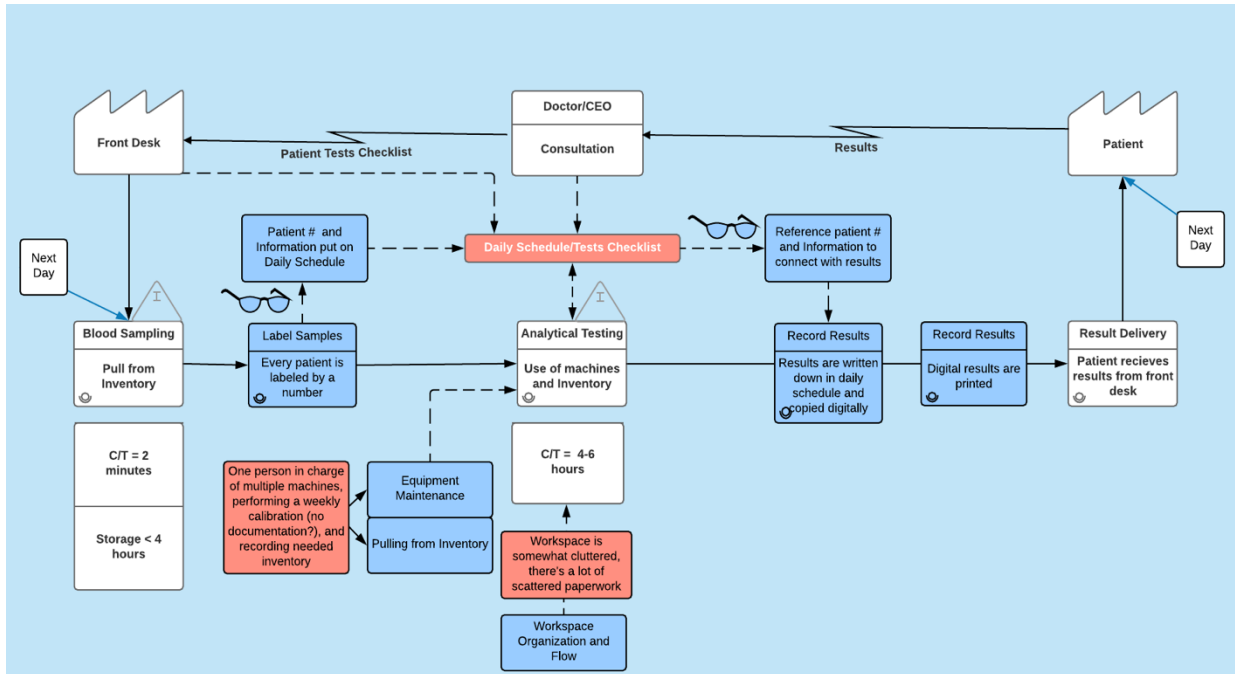 Doctor/CEO
Front Desk
Consultation
Patient
Patient Tests Checklist
Results
Patient #  and
Information put on
Daily Schedule
Daily Schedule/Tests Checklist
Reference patient #
and Information to
connect with results
Next
Day
Next
Day
I
I
Blood Sampling
Pull from
Inventory
Label Samples
Every patient is
labeled by a
number
Analytical Testing
Use of machines
and Inventory
Record Results
Results are written
down in daily
schedule and
copied digitally
Record Results
Digital results are
printed
Result Delivery
Patient recieves
results from front
desk
C/T = 2
minutes
Storage < 4
hours
One person in charge
of multiple machines,
performing a weekly
calibration (no
documentation?), and
recording needed
inventory
Equipment
Maintenance
Pulling from Inventory
C/T =  4-6
hours
Workspace is
somewhat cluttered,
there's a lot of
scattered paperwork
Workspace
Organization and
Flow